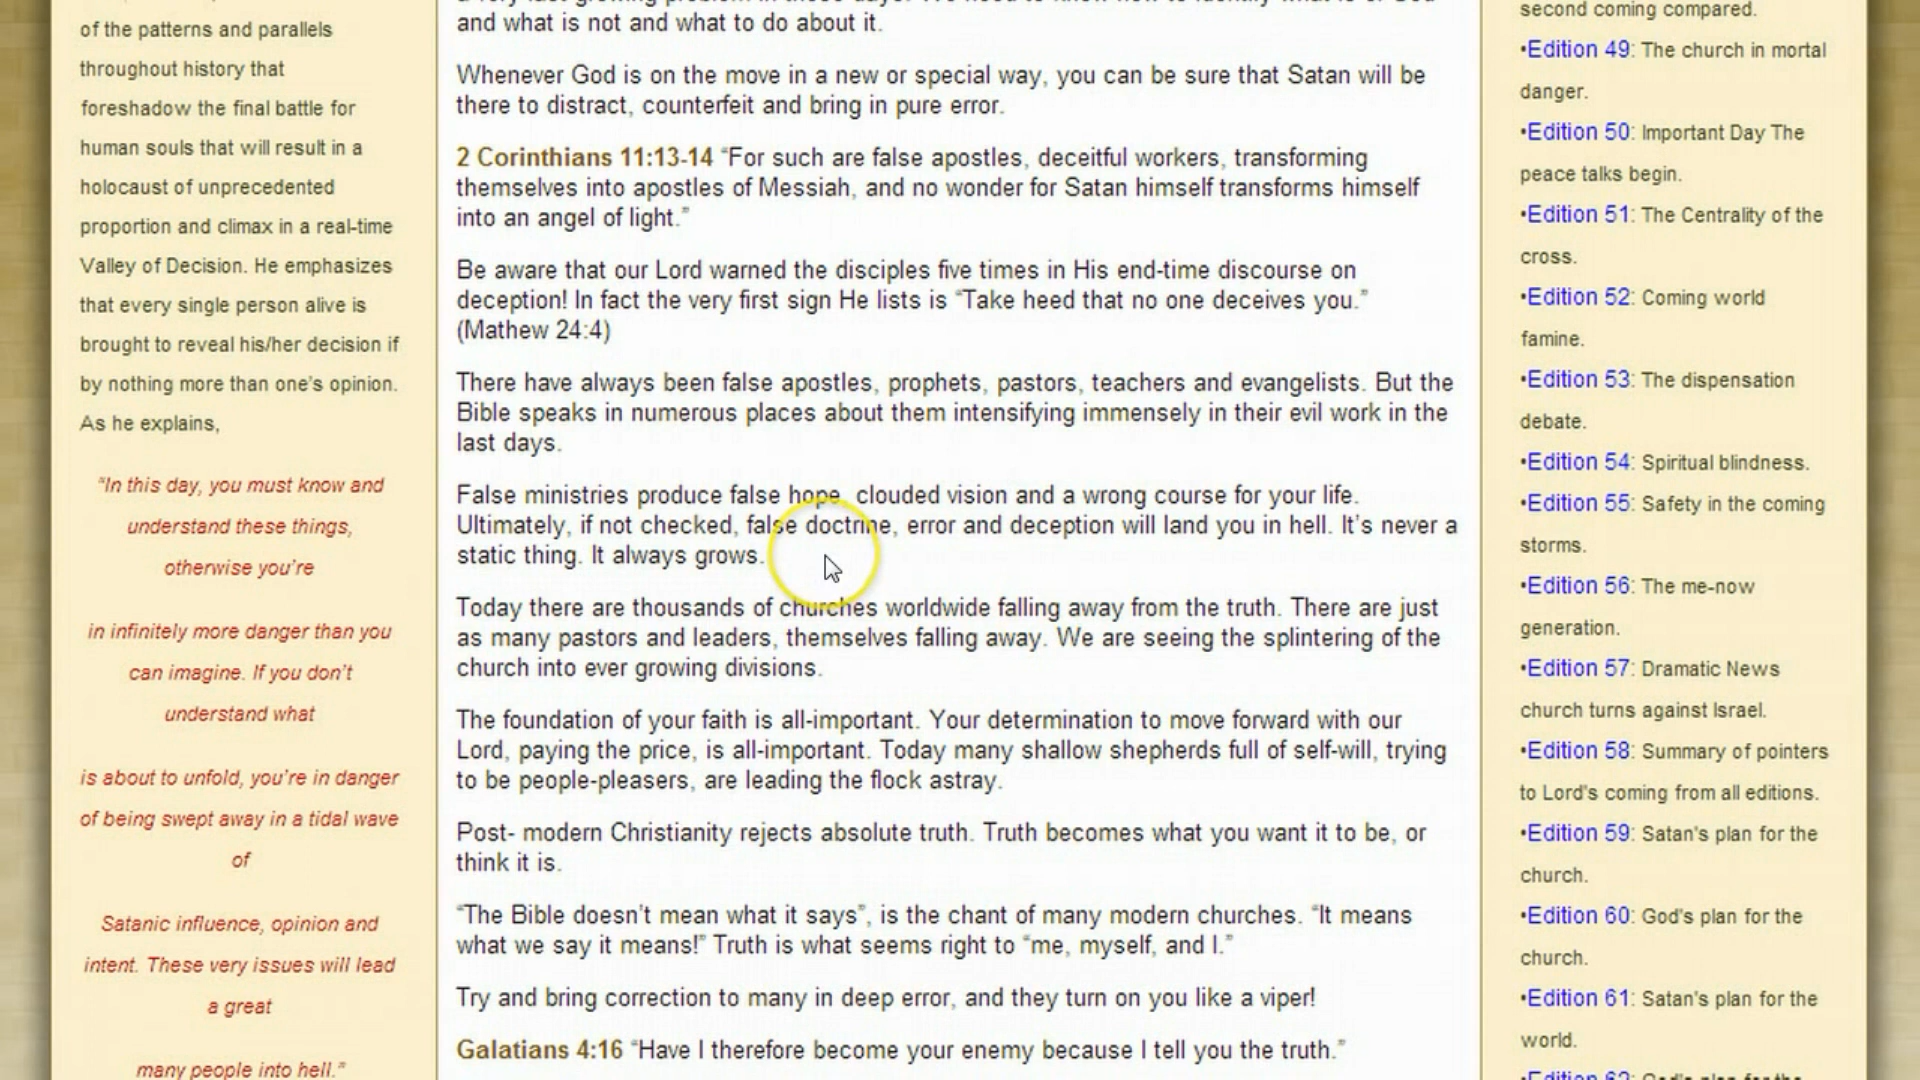 of the patterns and parallels
throughout history that
foreshadow the final battle for
human souls that will result in a
holocaust of unprecedented
proportion and climax in a real-time
Valley of Decision. He emphasizes
that every single person alive is
brought to reveal his/her decision if
by nothing more than one's opinion.
As he explains,
"In this day, you must know and
understand these things,
otherwise you're
in infinitely more danger than you
can imagine. If you don't
understand what
is about to unfold, you're in danger
of being swept away in a tidal wave
of
Satanic influence, opinion and
intent. These very issues will lead
a great
many people into hell."
and what is not and what to do about it.
Whenever God is on the move in a new or special way, you can be sure that Satan will be
there to distract, counterfeit and bring in pure error.
2 Corinthians 11:13-14 "For such are false apostles, deceitful workers, transforming
themselves into apostles of Messiah, and no wonder for Satan himself transforms himself
into an angel of light."
Be aware that our Lord warned the disciples five times in His end-time discourse on
deception! In fact the very first sign He lists is "Take heed that no one deceives you."
(Mathew 24:4)
There have always been false apostles, prophets, pastors, teachers and evangelists. But the
Bible speaks in numerous places about them intensifying immensely in their evil work in the
last days.
False ministries produce false hope, clouded vision and a wrong course for your life.
Ultimately, if not checked, false doctrine, error and deception will land you in hell. It's never a
static thing. It always grows.
Today there are thousands of churches worldwide falling away from the truth. There are just
as many pastors and leaders, themselves falling away. We are seeing the splintering of the
church into ever growing divisions.
The foundation of your faith is all-important. Your determination to move forward with our
Lord, paying the price, is all-important. Today many shallow shepherds full of self-will, trying
to be people-pleasers, are leading the flock astray.
Post- modern Christianity rejects absolute truth. Truth becomes what you want it to be, or
think it is.
"The Bible doesn't mean what it says", is the chant of many modern churches. "It means
what we say it means!" Truth is what seems right to "me, myself, and I."
Try and bring correction to many in deep error, and they turn on you like a viper!
Galatians 4:16 "Have I therefore become your enemy because I tell you the truth."
second coming compared.
•Edition 49: The church in mortal
danger.
•Edition 50: Important Day The
peace talks begin.
•Edition 51: The Centrality of the
cross.
•Edition 52: Coming world
famine.
•Edition 53: The dispensation
debate.
•Edition 54: Spiritual blindness.
•Edition 55: Safety in the coming
storms.
•Edition 56: The me-now
generation.
•Edition 57: Dramatic News
church turns against Israel.
•Edition 58: Summary of pointers
to Lord's coming from all editions.
•Edition 59: Satan's plan for the
church.
•Edition 60: God's plan for the
church.
•Edition 61: Satan's plan for the
world.